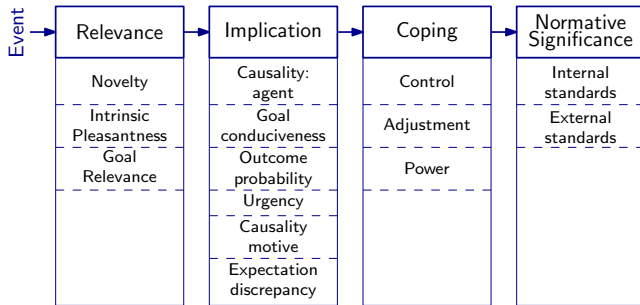 Event
Relevance
Novelty
Intrinsic
Pleasantness
Goal
Relevance
Implication
Causality:
agent
Goal
conduciveness
Outcome
probability
Urgency
Causality
motive
Expectation
discrepancy
Coping
Control
Adjustment
Power
Normative
Significance
Internal
standards
External
standards